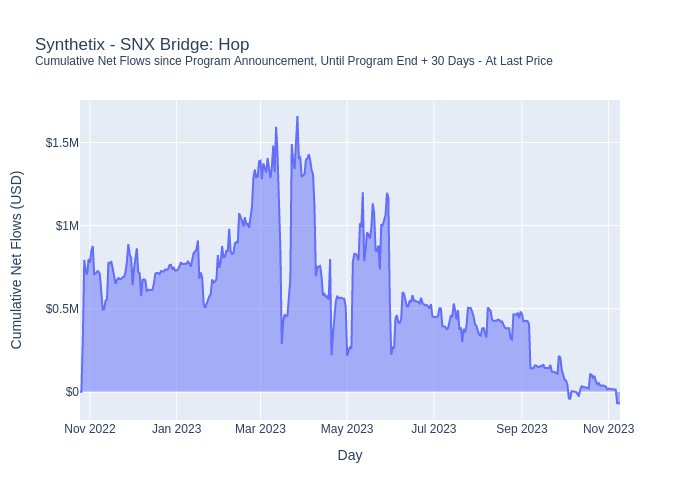 Synthetix - SNX Bridge: Hop
Cumulative Net Flows since Program Announcement, Until Program End + 30 Days - At Last Price
Cumulative Net Flows (USD)
$1.5M
$1M
$0.5M
$0
Nov 2022
Jan 2023
Mar 2023
May 2023
Jul 2023
Sep 2023
Nov 2023
Day